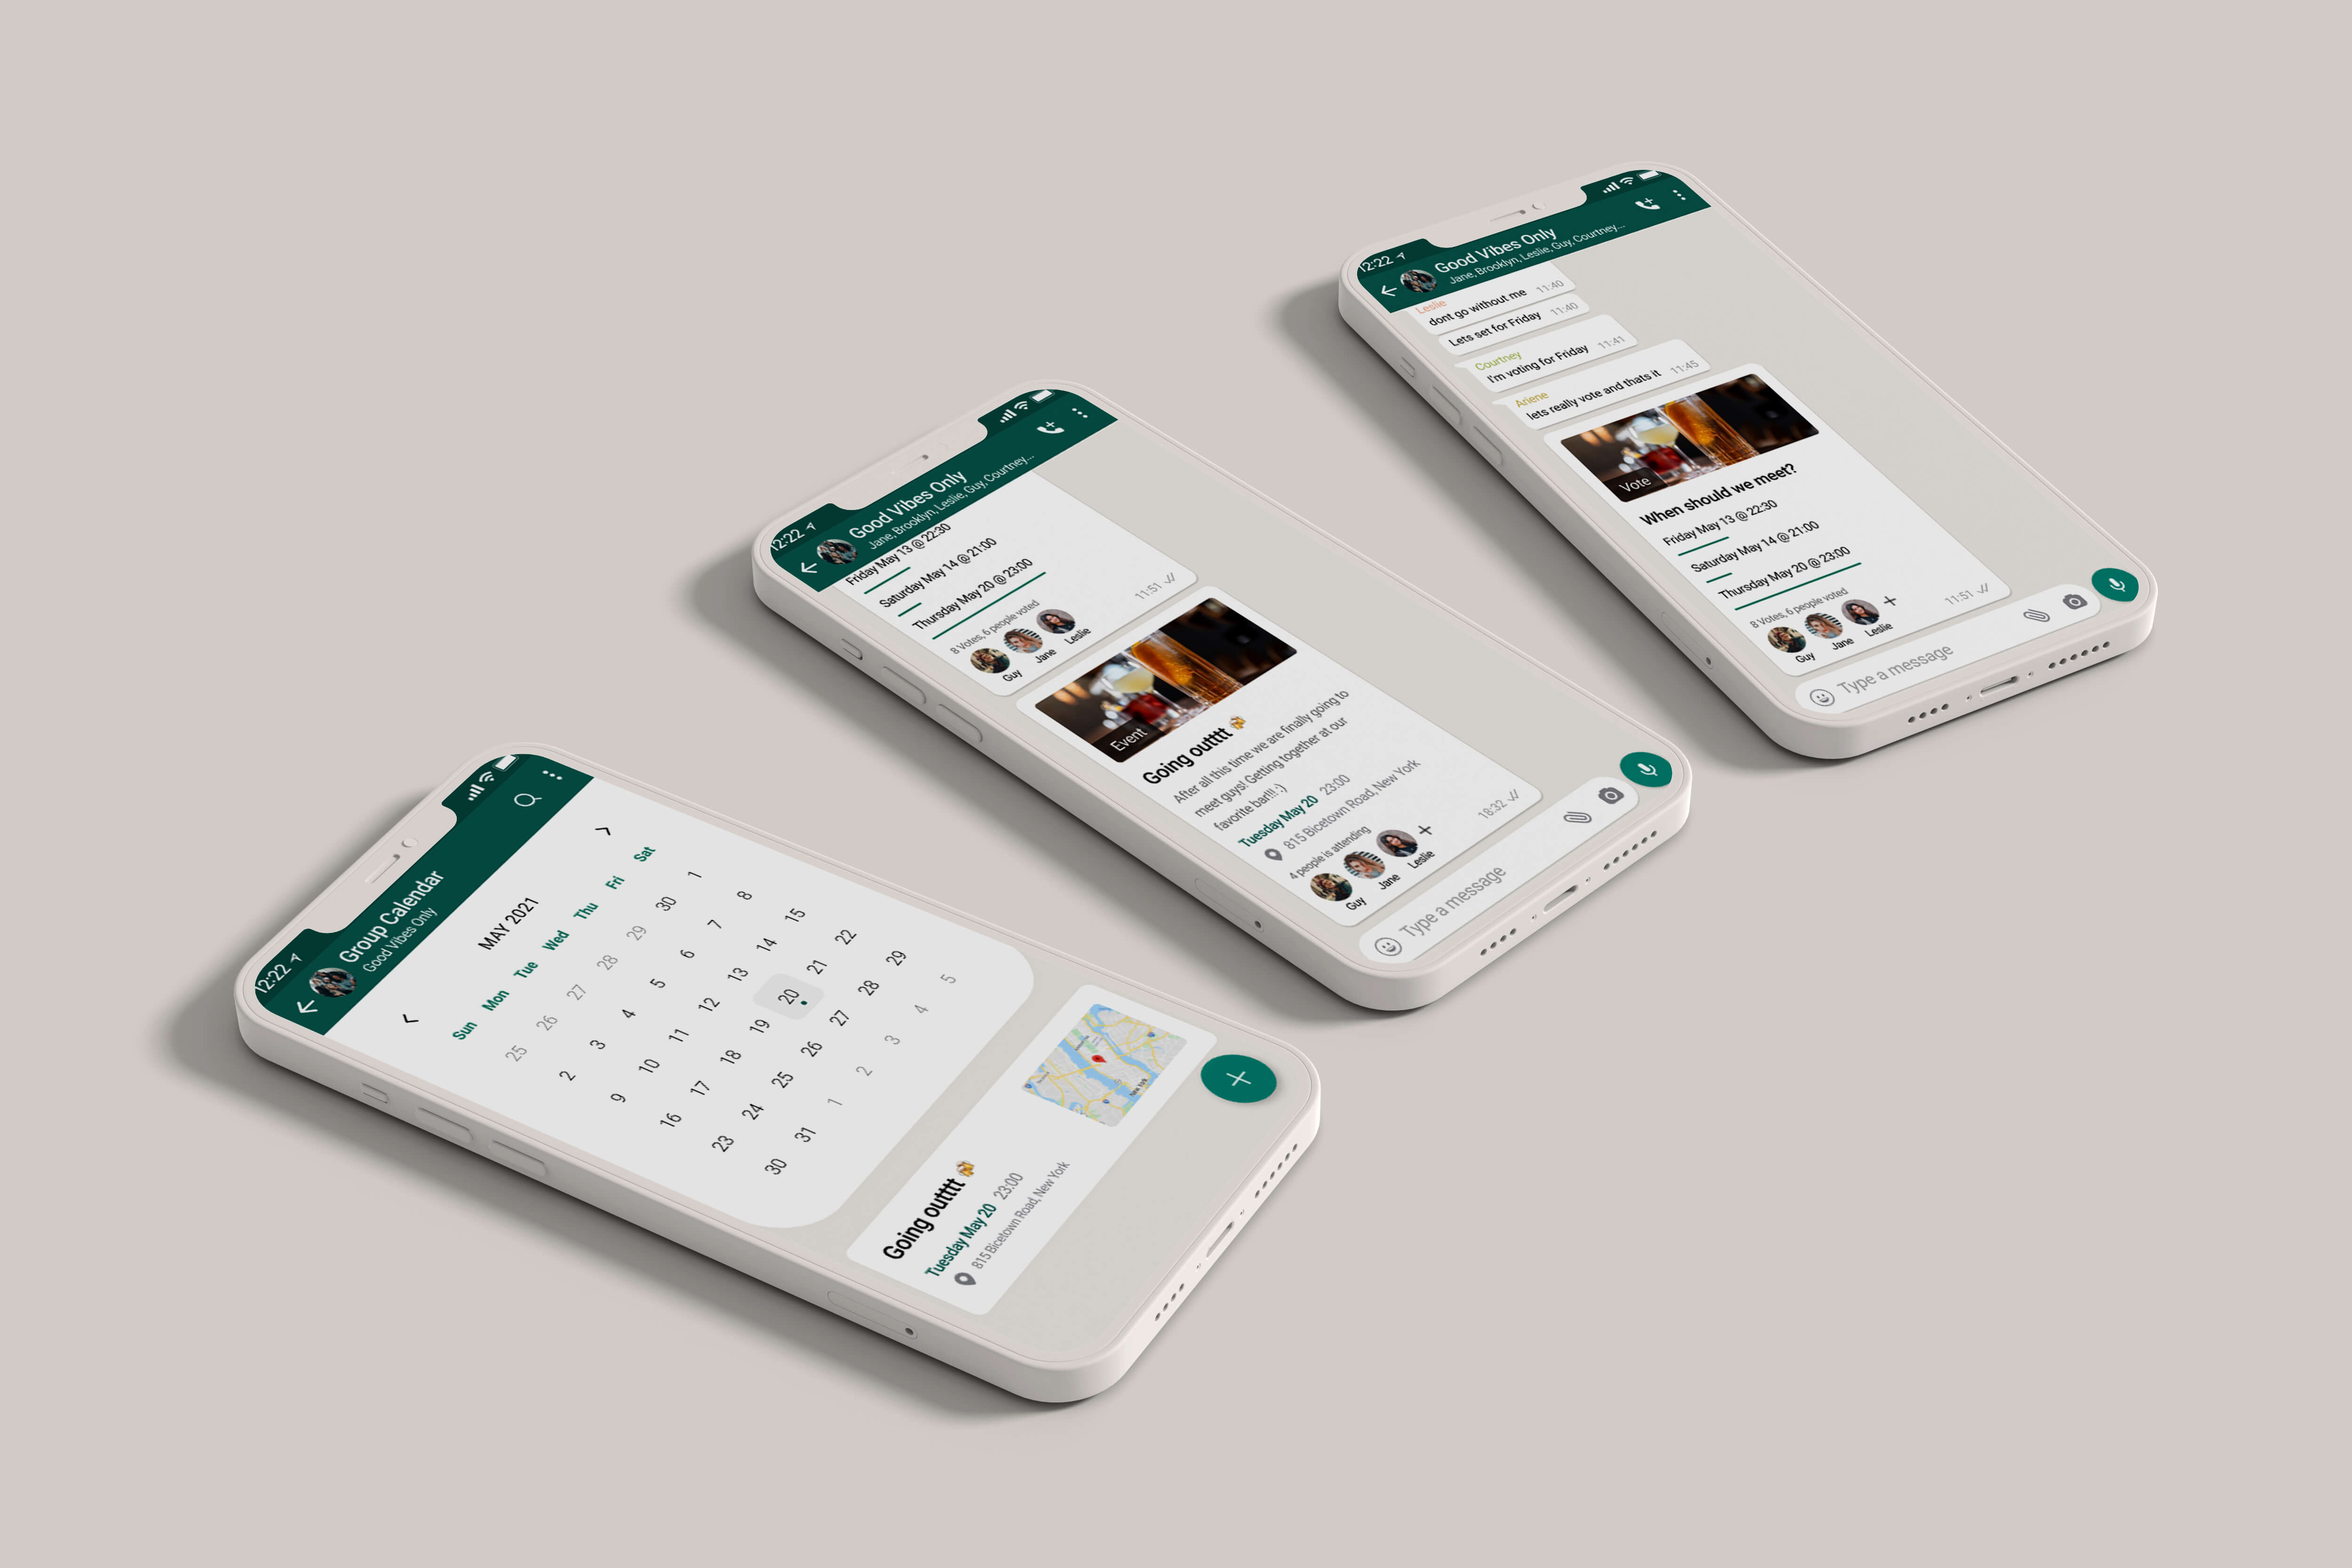 12:22
Group Calendar
Good Vibes Only
MAY 2021
Sun Mon Tue Wed Thu Fri Sat
25 26 27 28 29 30 1
2 3 4 5 6 7 8
9 10 11 12 13 14 15
16 17 18 19 20 21 22
23 24 25 26 27 28 29
30 31 1 2 3 4 5
Going outttt
Tuesday May 20 23:00
815 Bicetown Road, New York
New York
12:22
Good Vibes Only
Jane, Brooklyn, Leslie, Guy, Courtney...
Friday May 13 @ 22:30
Saturday May 14 @ 21:00
Thursday May 20 @ 23:00
8 Votes, 6 people voted
Guy Jane Leslie
11:51
Event
Going outttt
After all this time we are finally going to
meet guys! Getting together at our
favorite bar!!! :)
Tuesday May 20 23:00
815 Bicetown Road, New York
4 people is attending
Guy Jane Leslie
18:32
Type a message
12:22
Good Vibes Only
Jane, Brooklyn, Leslie, Guy, Courtney...
Leslie
dont go without me 11:40
Lets set for Friday 11:40
Courtney
I'm voting for Friday 11:41
Arlene
lets really vote and thats it 11:45
Vote
When should we meet?
Friday May 13 @ 22:30
Saturday May 14 @ 21:00
Thursday May 20 @ 23:00
8 Votes, 6 people voted
Guy Jane Leslie
11:51
Type a message